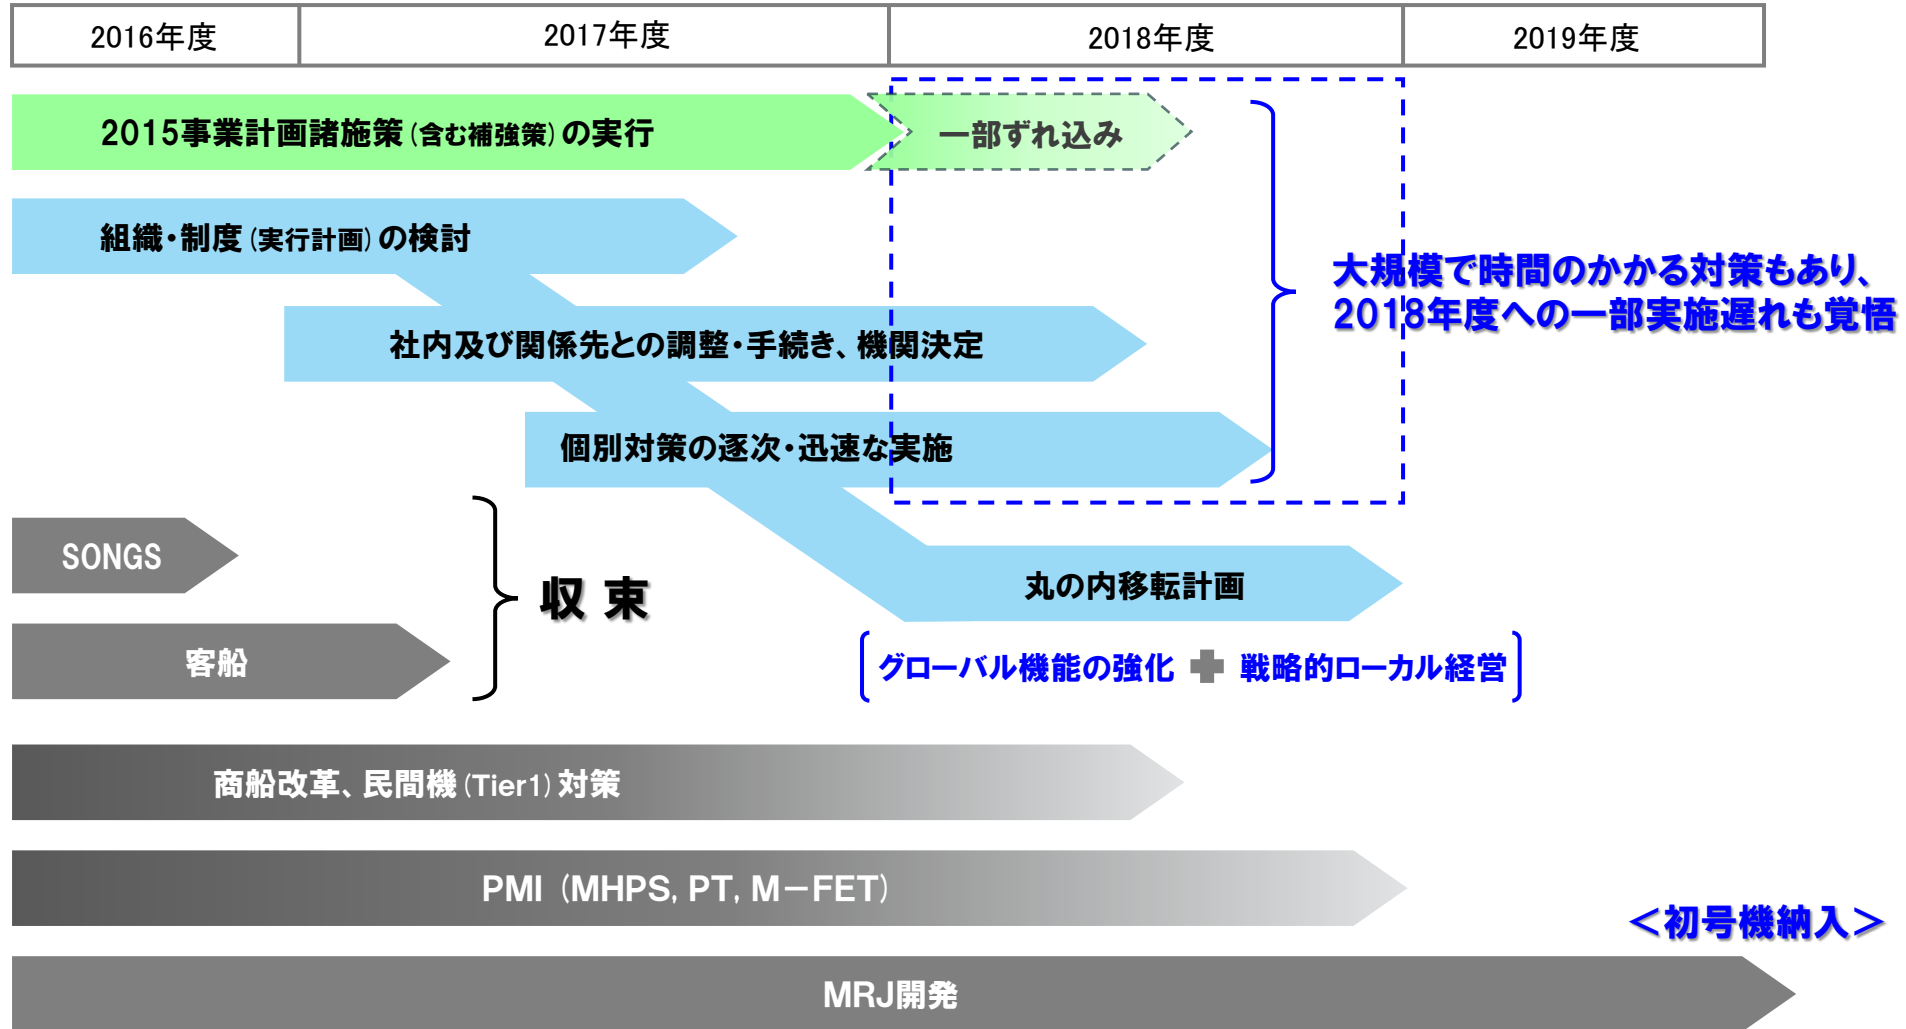 2016年度
2017年度
2018年度
2019年度
2015事業計画諸施策(含む補強策)の実行
一部ずれ込み
組織・制度(実行計画)の検討
大規模で時間のかかる対策もあり、
2018年度への一部実施遅れも覚悟
社内及び関係先との調整・手続き、機関決定
個別対策の逐次・迅速な実施
SONGS
収 束
丸の内移転計画
客船
グローバル機能の強化 + 戦略的ローカル経営
商船改革、民間機(Tier1)対策
PMI (MHPS, PT, M-FET)
<初号機納入>
MRJ開発